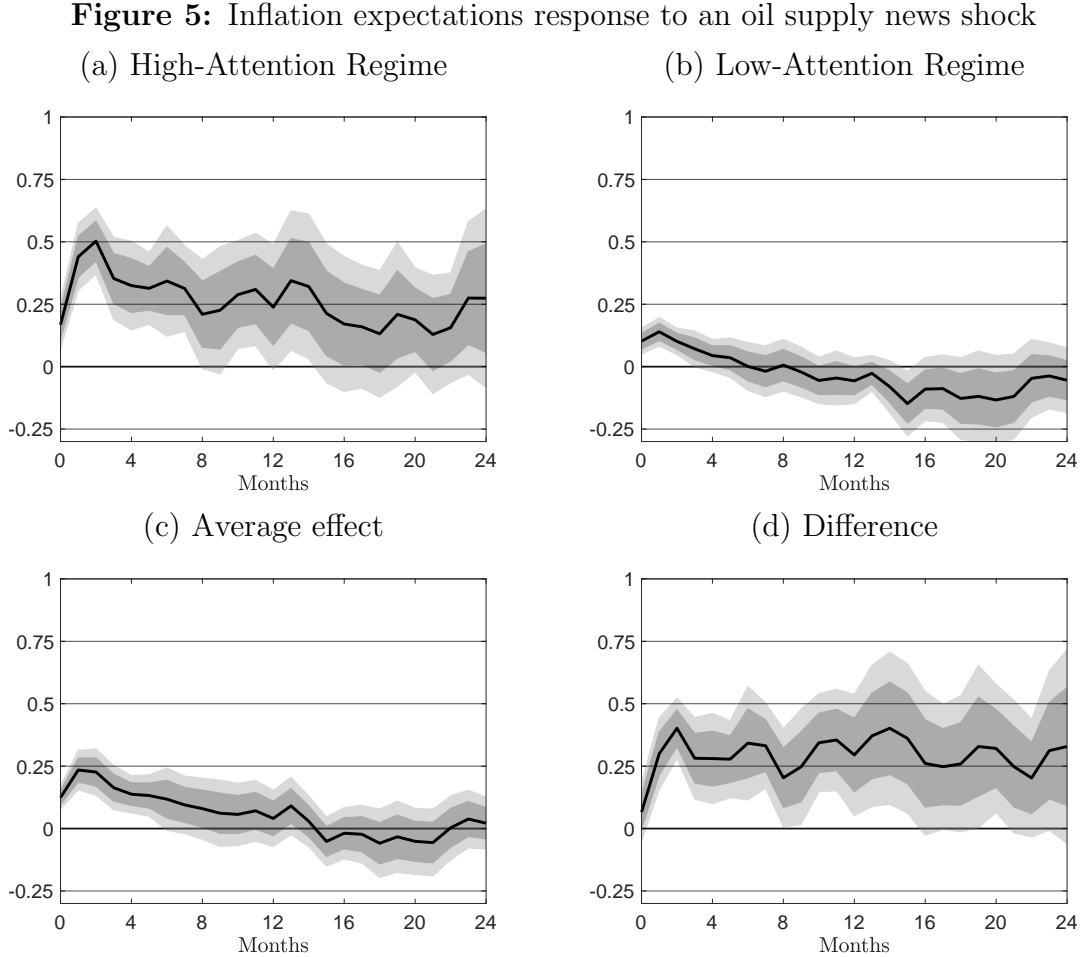 Figure 5: Inflation expectations response to an oil supply news shock
(a) High-Attention Regime
1
0.75
0.5
0.25
0
-0.25
0 4 8 12 16 20 24
Months
(b) Low-Attention Regime
1
0.75
0.5
0.25
0
-0.25
0 4 8 12 16 20 24
Months
(c) Average effect
1
0.75
0.5
0.25
0
-0.25
0 4 8 12 16 20 24
Months
(d) Difference
1
0.75
0.5
0.25
0
-0.25
0 4 8 12 16 20 24
Months